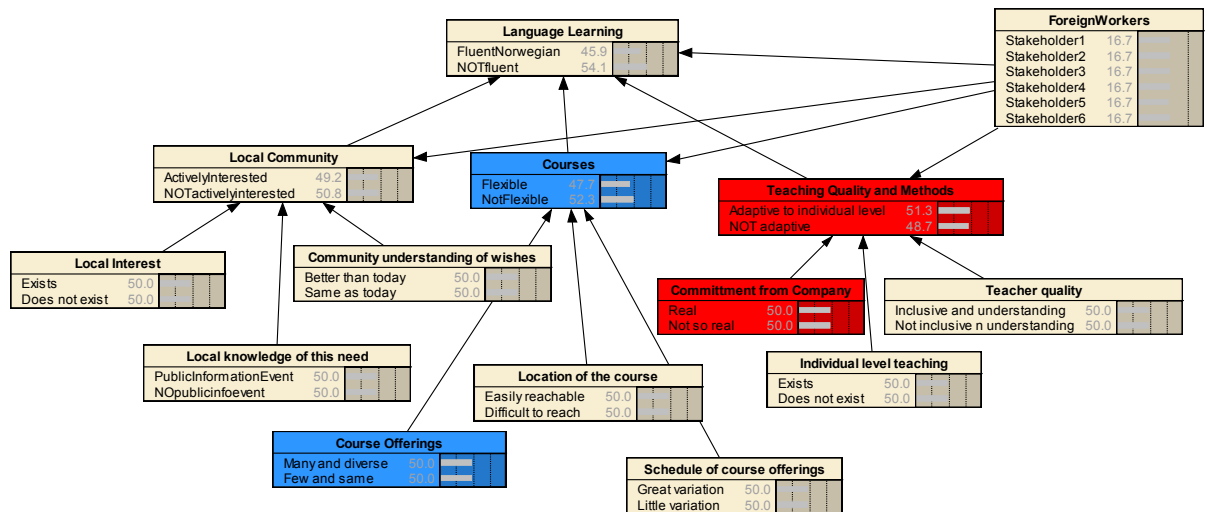 Language Learning
FluentNorwegian 45.9
NOTfluent 54.1
ForeignWorkers
Stakeholder1 16.7
Stakeholder2 16.7
Stakeholder3 16.7
Stakeholder4 16.7
Stakeholder5 16.7
Stakeholder6 16.7
Local Community
ActivelyInterested 49.2
NOTactivelyinterested 50.8
Courses
Flexible 47.7
NotFlexible 52.3
Teaching Quality and Methods
Adaptive to individual level 51.3
NOT adaptive 48.7
Local Interest
Exists 50.0
Does not exist 50.0
Community understanding of wishes
Better than today 50.0
Same as today 50.0
Committment from Company
Real 50.0
Not so real 50.0
Teacher quality
Inclusive and understanding 50.0
Not inclusive n understanding 50.0
Local knowledge of this need
PublicInformationEvent 50.0
NOpublicinfoevent 50.0
Location of the course
Easily reachable 50.0
Difficult to reach 50.0
Individual level teaching
Exists 50.0
Does not exist 50.0
Course Offerings
Many and diverse 50.0
Few and same 50.0
Schedule of course offerings
Great variation 50.0
Little variation 50.0